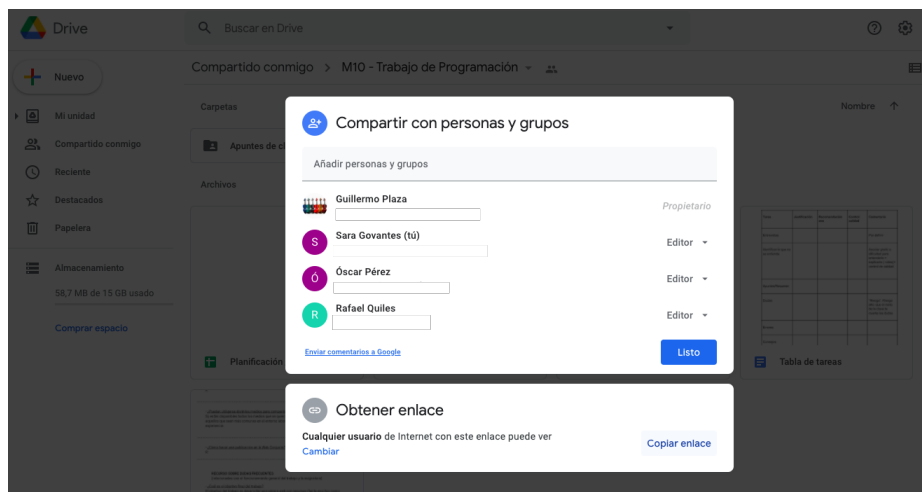 Drive
Buscar en Drive
Nuevo
Compartido conmigo > M10 - Trabajo de Programación
Mi unidad
Compartido conmigo
Reciente
Destacados
Papelera
Almacenamiento
58,7 MB de 15 GB usado
Comprar espacio
Carpetas
Nombre
Apuntes de cl
Archivos
Planificación
Tabla de tareas
Compartir con personas y grupos
Añadir personas y grupos
Guillermo Plaza
Propietario
S
Sara Govantes (tú)
Editor
Ó
Óscar Pérez
Editor
R
Rafael Quiles
Editor
Enviar comentarios a Google
Listo
Obtener enlace
Cualquier usuario de Internet con este enlace puede ver
Cambiar
Copiar enlace